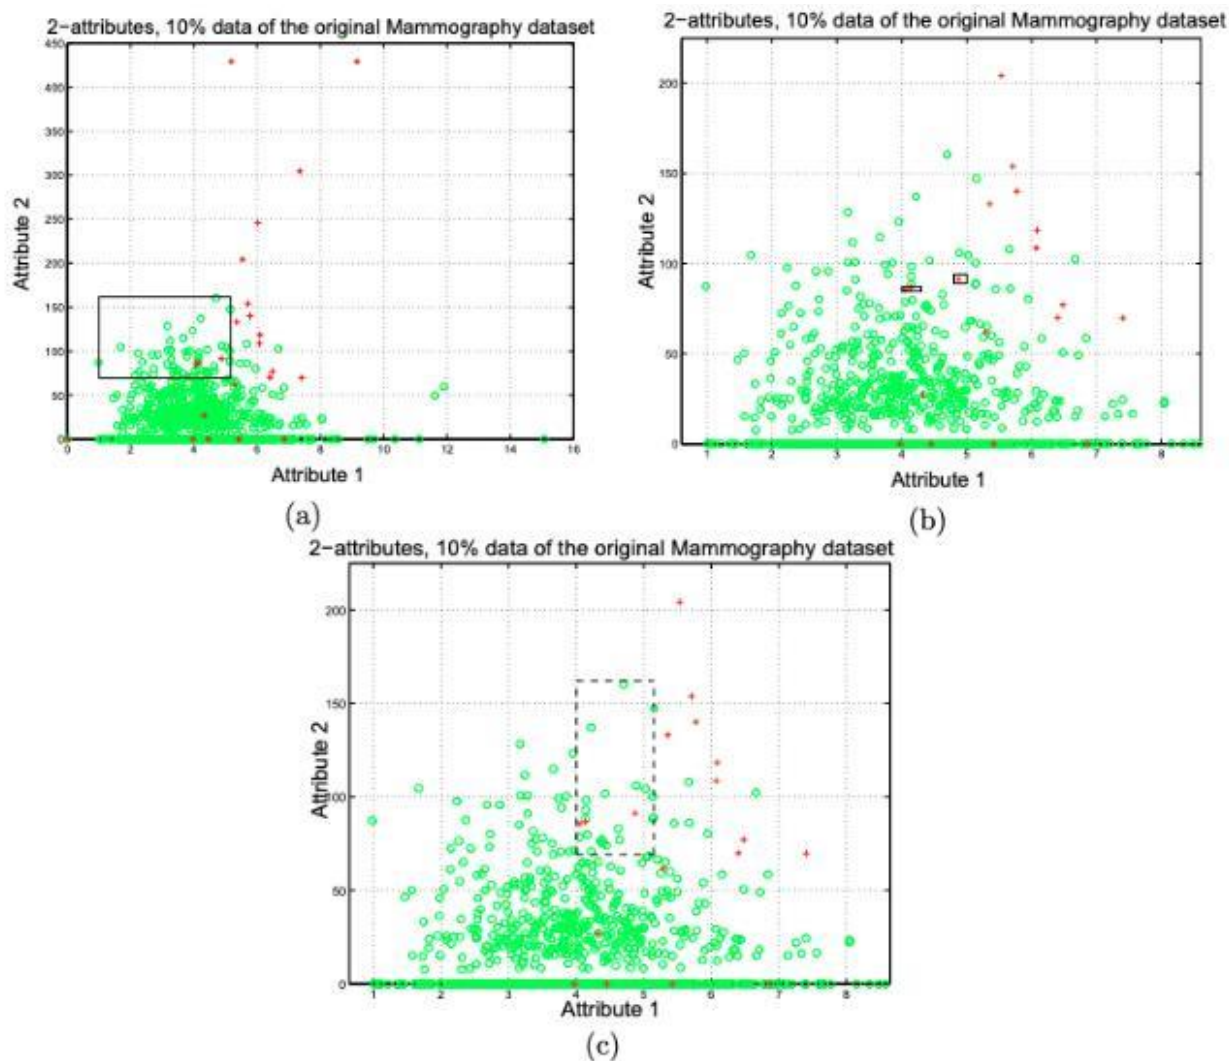 2−attributes, 10% data of the original Mammography dataset
450
400
350
300
250
200
150
100
50
0
Attribute 2
0 2 4 6 8 10 12 14 16
Attribute 1
(a)
2−attributes, 10% data of the original Mammography dataset
200
150
100
50
0
Attribute 2
1 2 3 4 5 6 7 8
Attribute 1
(b)
2−attributes, 10% data of the original Mammography dataset
200
150
100
50
0
Attribute 2
1 2 3 4 5 6 7 8
Attribute 1
(c)